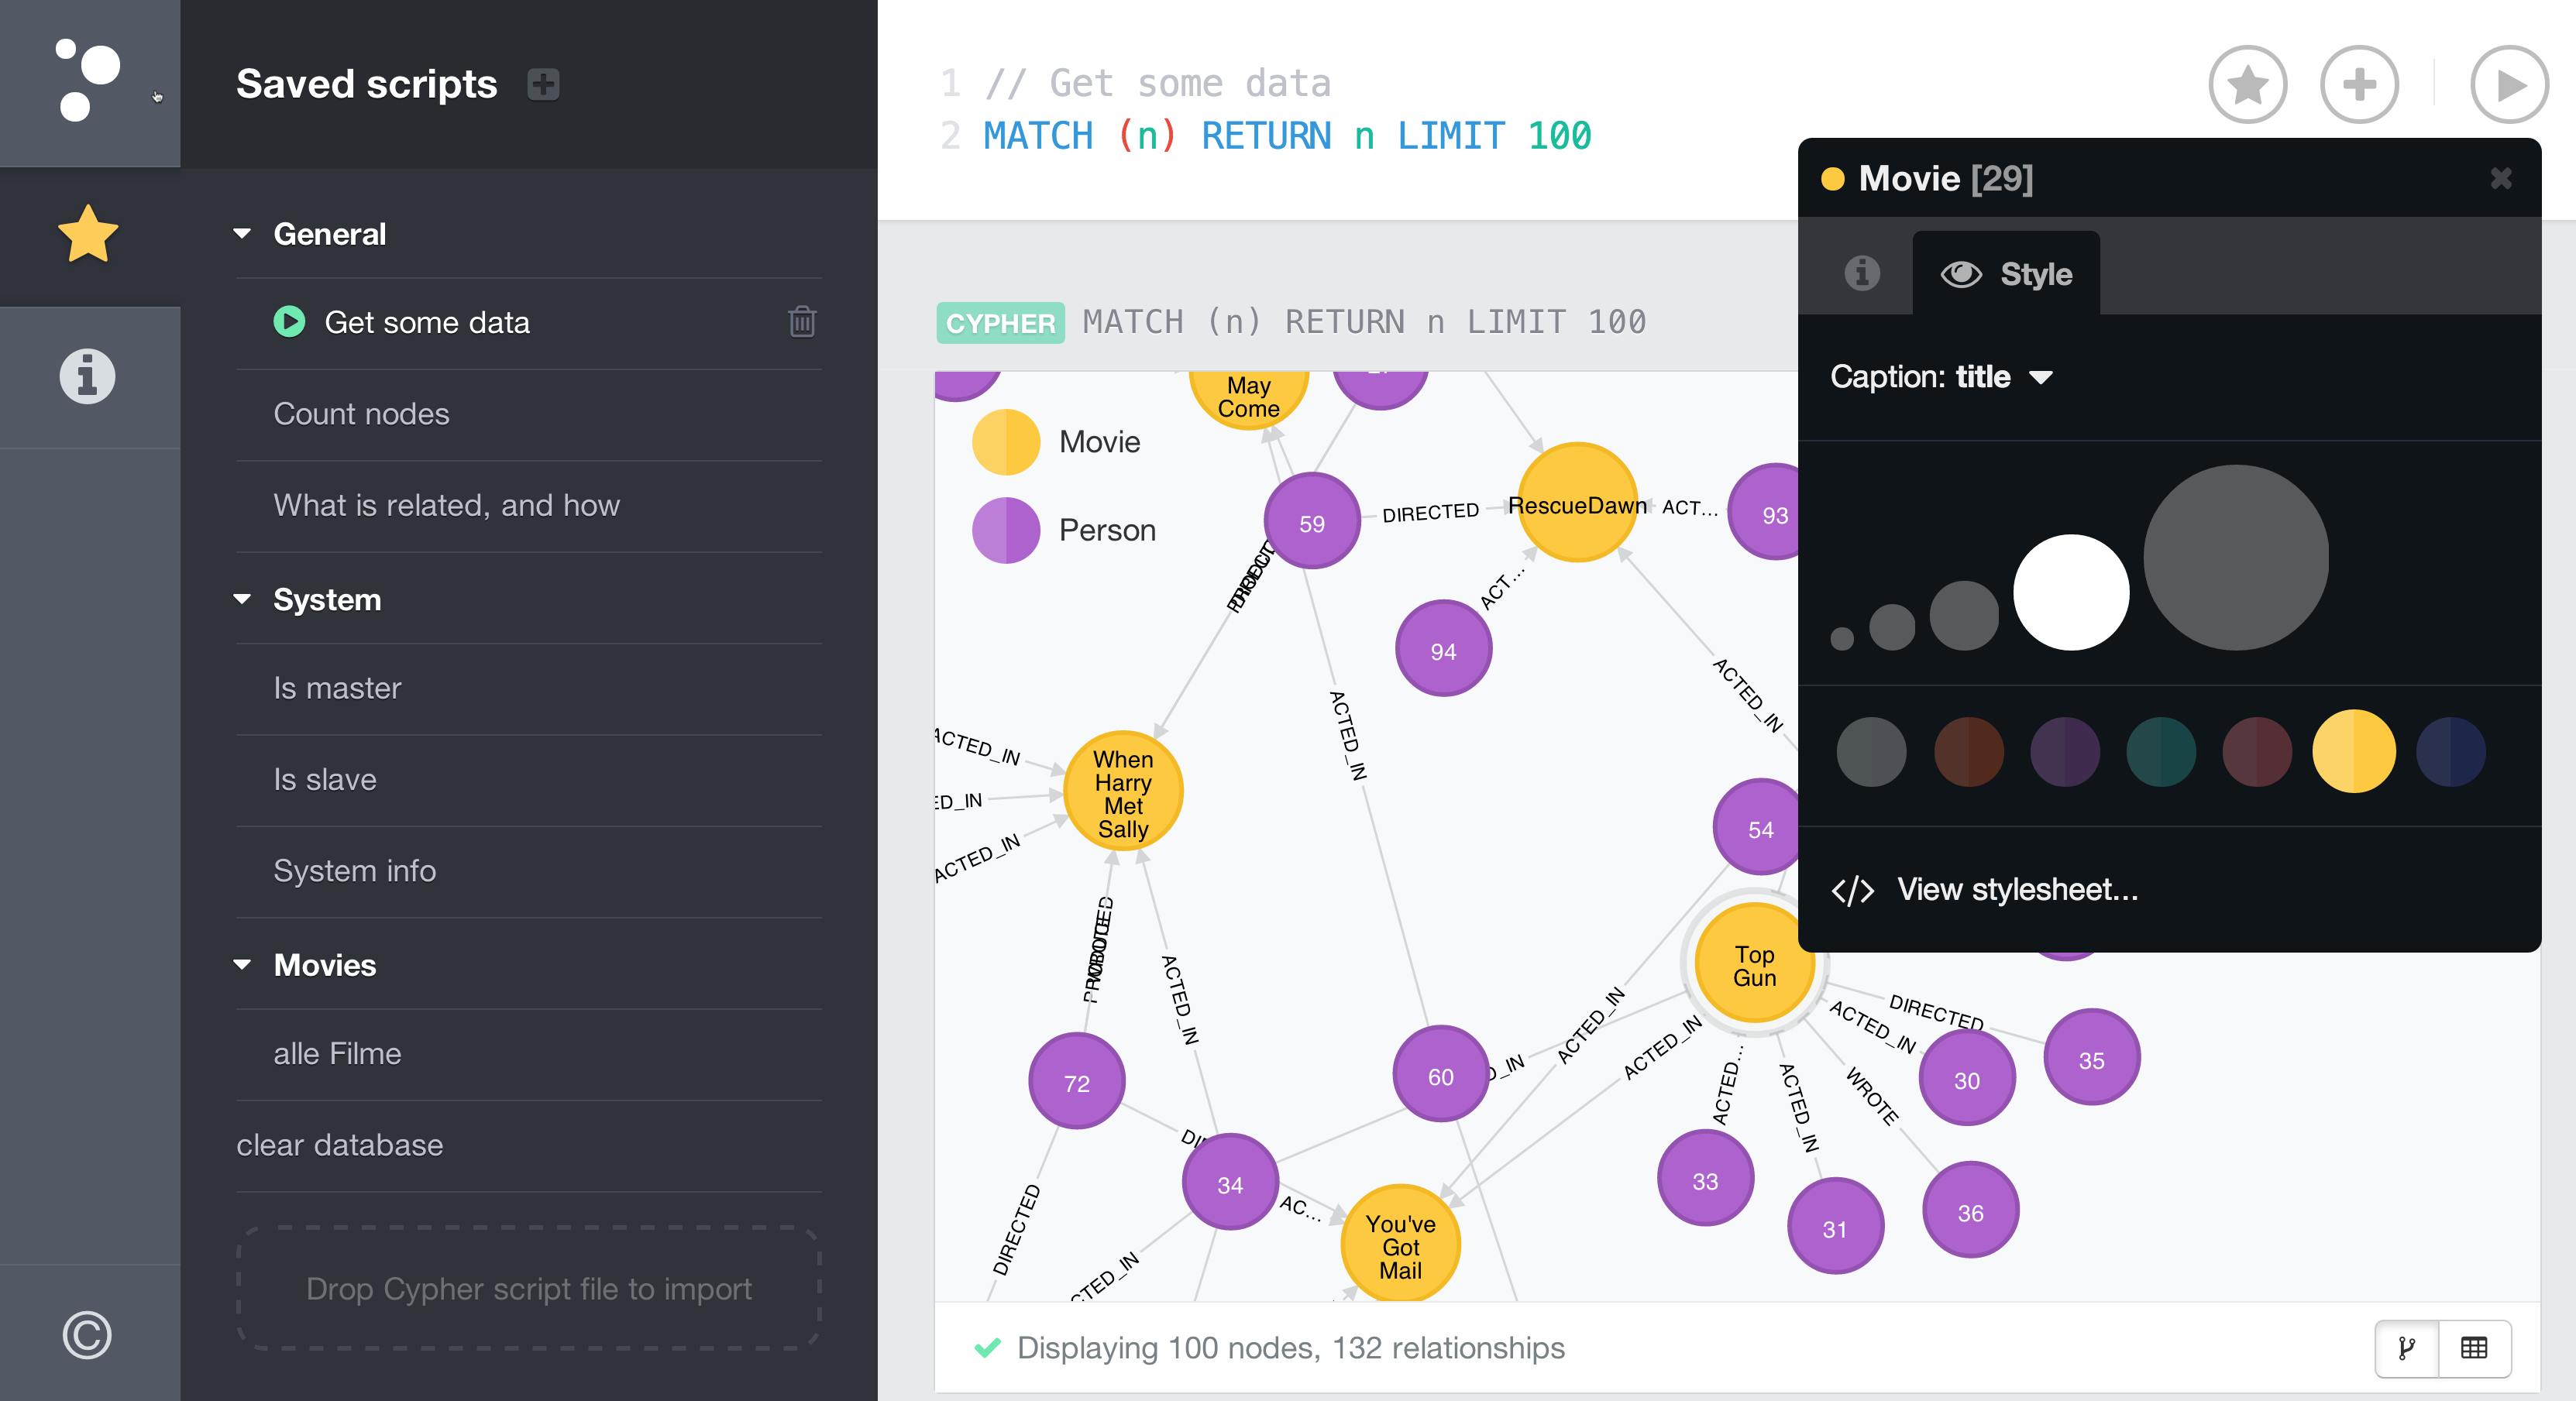 Saved scripts
General
Get some data
Count nodes
What is related, and how
System
Is master
Is slave
System info
Movies
alle Filme
clear database
Drop Cypher script file to import
1 // Get some data
2 MATCH (n) RETURN n LIMIT 100
CYPHER MATCH (n) RETURN n LIMIT 100
Movie [29]
Style
Caption: title
View stylesheet...
Movie
Person
May
Come
59
DIRECTED
RescueDawn
ACT...
93
94
ACT...
ACTED_IN
ACTED_IN
ACTED_IN
ED_IN
ACTED_IN
When
Harry
Met
Sally
54
Top
Gun
ACTED_IN
ACTED_IN
ACTED_IN
D_IN
DIRECTED
ACTED_IN
ACTED...
ACTED_IN
WROTE
72
60
30
35
34
33
31
36
AC...
DIRECTED
CTED_IN
You've
Got
Mail
Displaying 100 nodes, 132 relationships